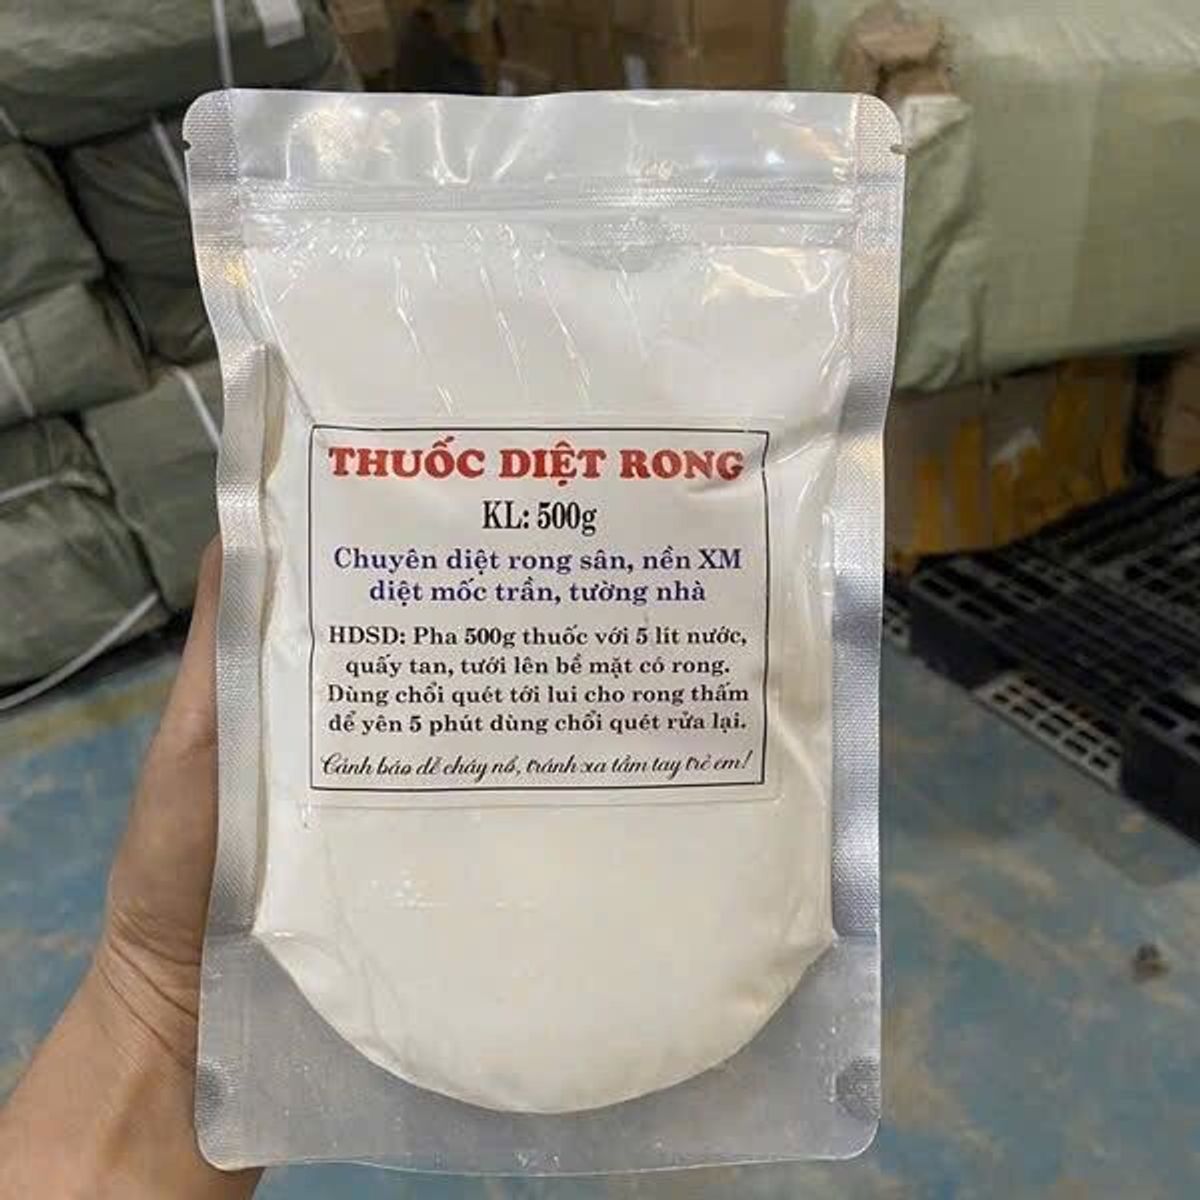 THUỐC DIỆT RONG
KL: 500g
Chuyên diệt rong sân, nền XM
diệt mốc trần, tường nhà
HDSD: Pha 500g thuốc với 5 lít nước,
quấy tan, tưới lên bề mặt có rong.
Dùng chổi quét tới lui cho rong thấm
để yên 5 phút dùng chổi quét rửa lại.
Cảnh báo dễ cháy nổ, tránh xa tầm tay trẻ em!